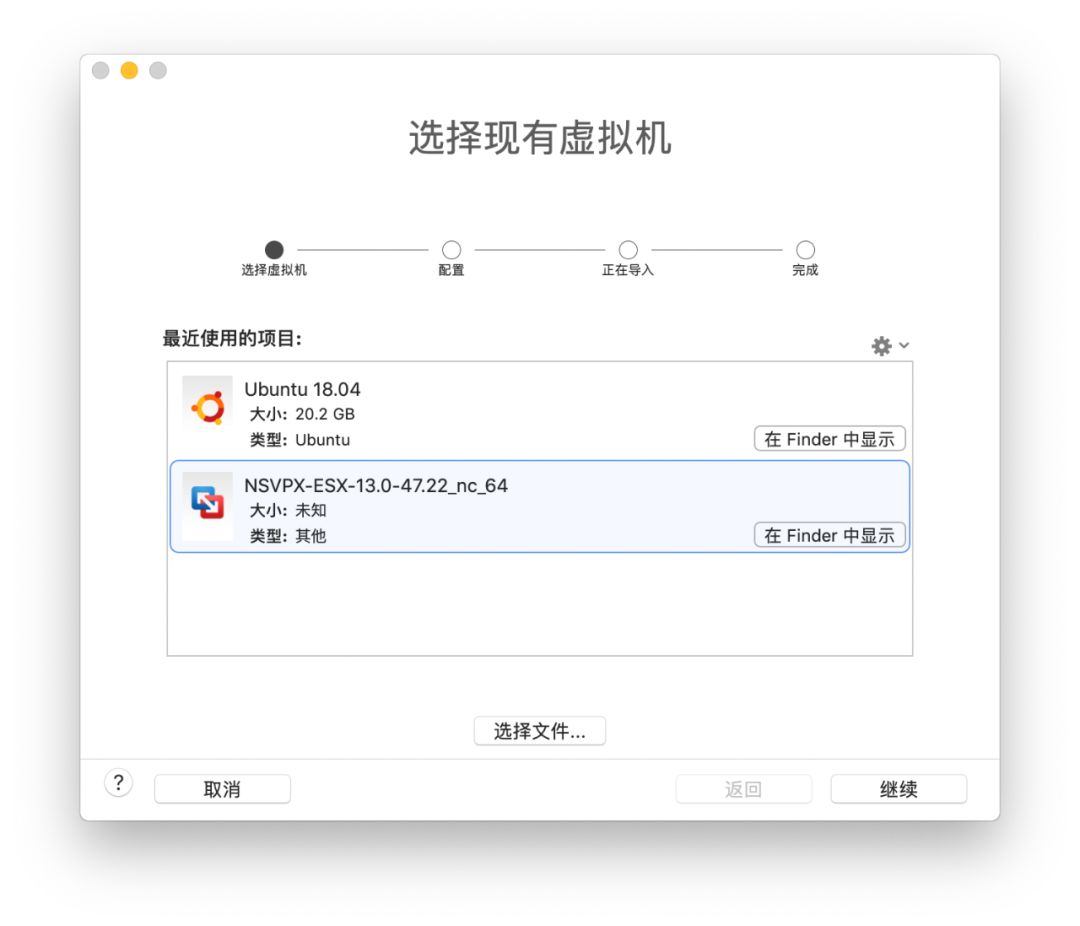 选择现有虚拟机
选择虚拟机
配置
正在导入
完成
最近使用的项目:
Ubuntu 18.04
大小: 20.2 GB
类型: Ubuntu
在 Finder 中显示
NSVPX-ESX-13.0-47.22_nc_64
大小: 未知
类型: 其他
在 Finder 中显示
选择文件...
?
取消
返回
继续